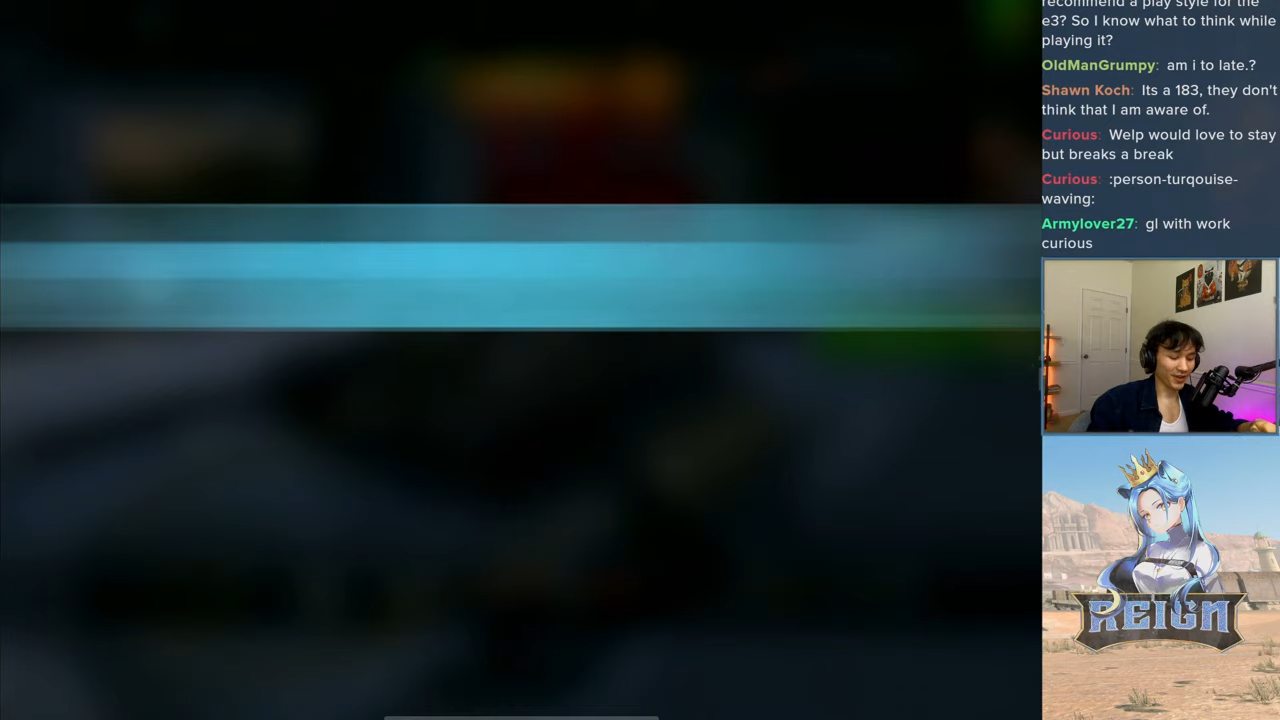 recommend a play style for the
e3? So I know what to think while
playing it?
OldManGrumpy: am i to late.?
Shawn Koch: Its a 183, they don't
think that I am aware of.
Curious: Welp would love to stay
but breaks a break
Curious: :person-turqouise-
waving:
Armylover27: gl with work
curious
REIGN